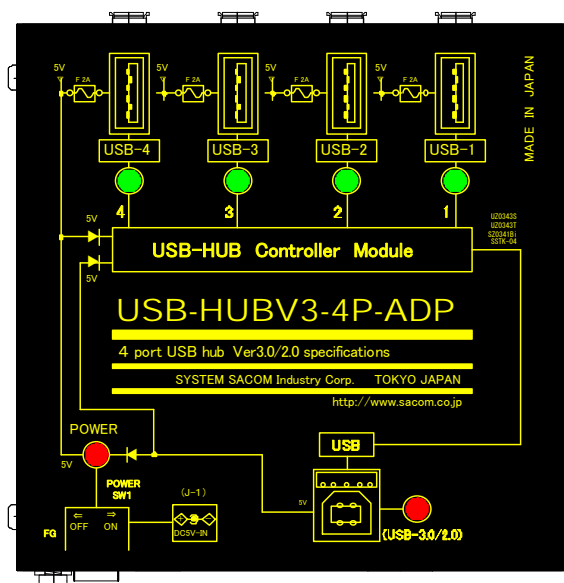 5V 5V 5V 5V
F 2A F 2A F 2A F 2A
MADE IN JAPAN
USB-4 USB-3 USB-2 USB-1
4 3 2 1
UZ0343S
UZ0343T
SZ0341Bi
SSTK-04
5V
USB-HUB Controller Module
5V
USB-HUBV3-4P-ADP
4 port USB hub Ver3.0/2.0 specifications
SYSTEM SACOM Industry Corp. TOKYO JAPAN
http://www.sacom.co.jp
POWER
USB
5V
POWER
SW1
(J-1)
5V
⇐ ⇒
OFF ON
FG
DC5V-IN
(USB-3.0/2.0)